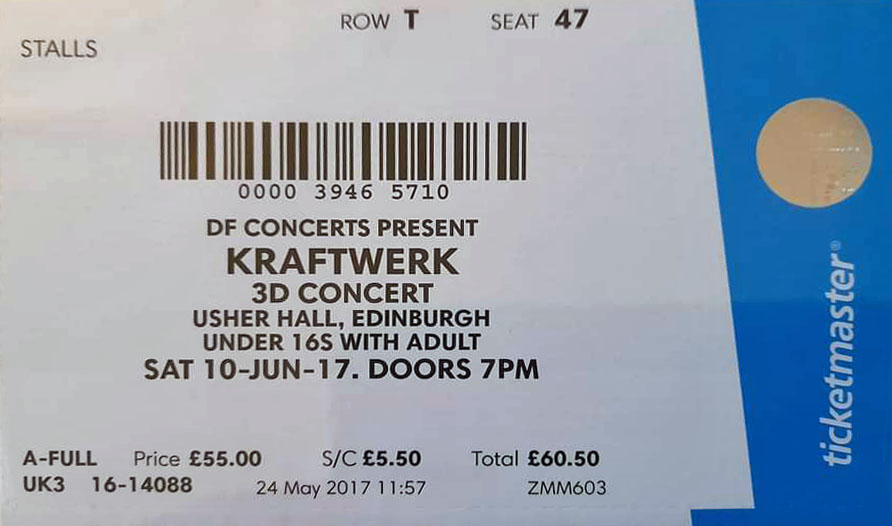 ROW T SEAT 47
STALLS
0000 3946 5710
DF CONCERTS PRESENT
KRAFTWERK
3D CONCERT
USHER HALL, EDINBURGH
UNDER 16S WITH ADULT
SAT 10-JUN-17. DOORS 7PM
A-FULL Price £55.00 S/C £5.50 Total £60.50
UK3 16-14088 24 May 2017 11:57 ZMM603
ticketmaster®